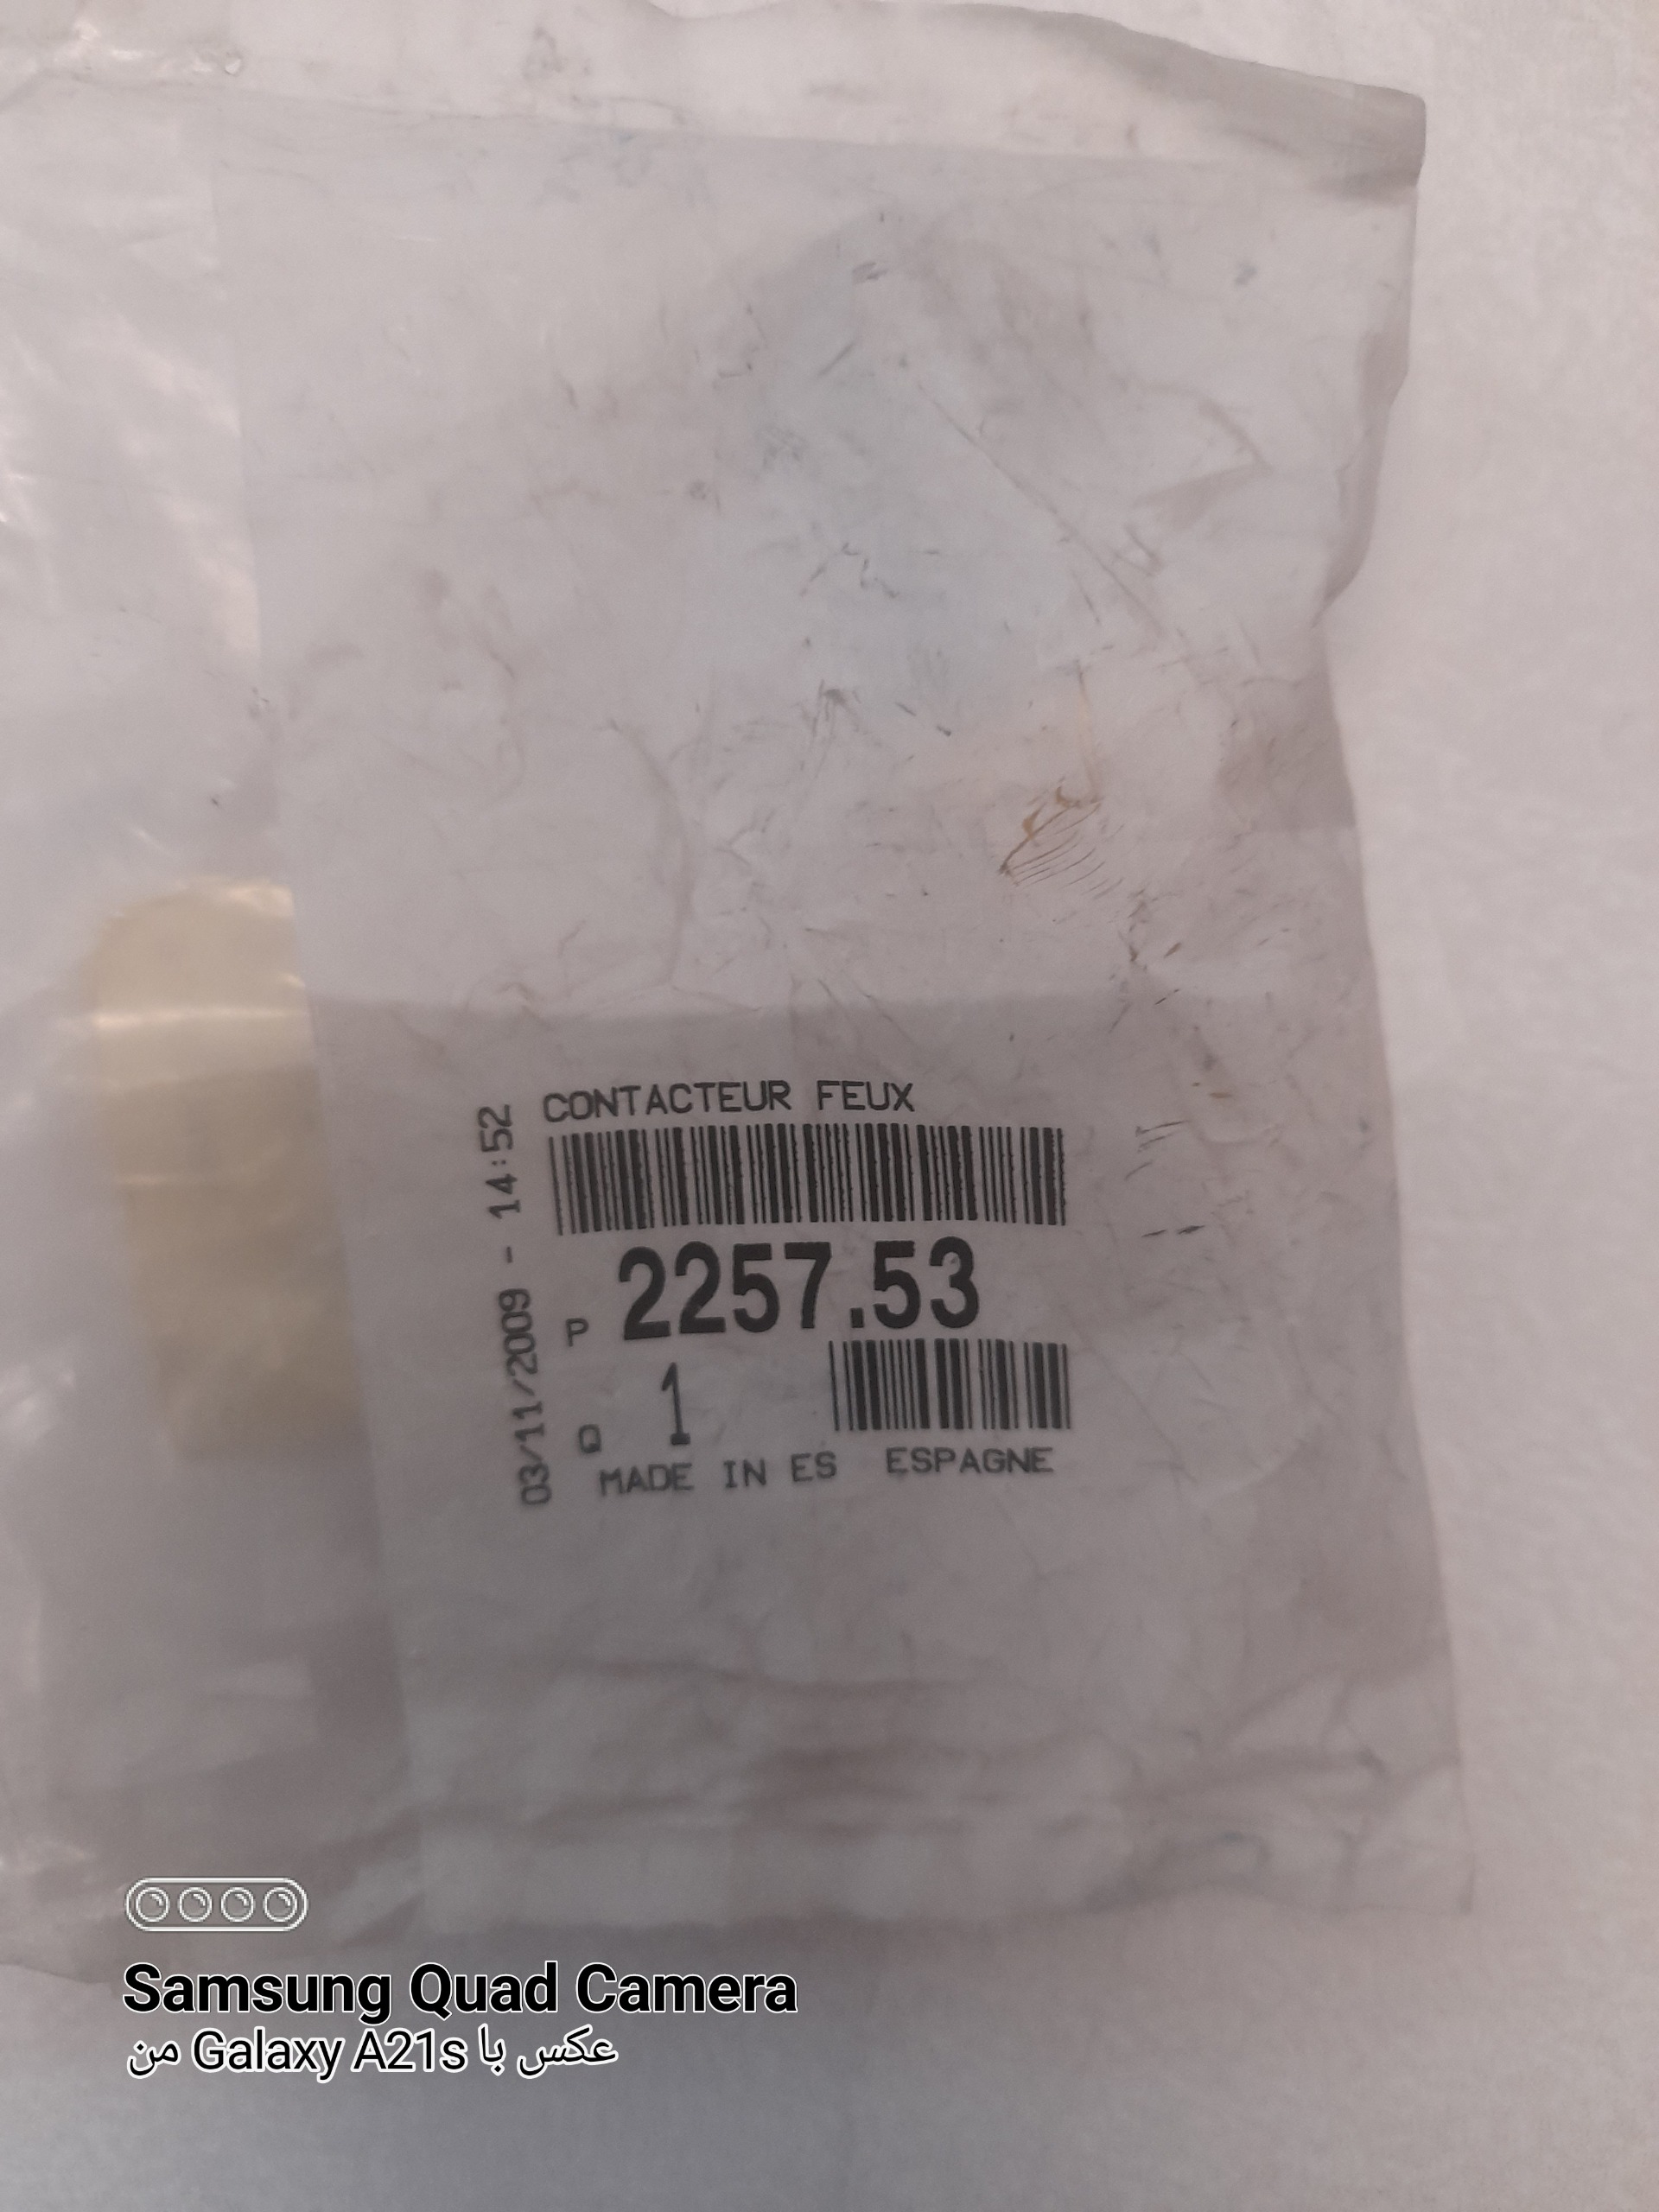 CONTACTEUR FEUX
03/11/2009 - 14:52
P 2257.53
Q 1
MADE IN ES ESPAGNE
Samsung Quad Camera
عکس با Galaxy A21s من